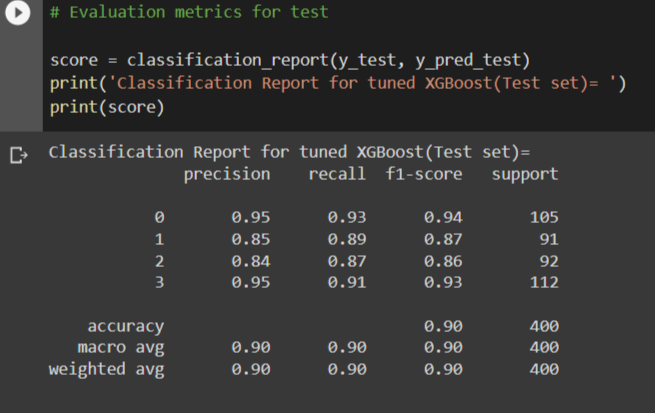 # Evaluation metrics for test
score = classification_report(y_test, y_pred_test)
print('Classification Report for tuned XGBoost(Test set)= ')
print(score)
Classification Report for tuned XGBoost(Test set)=
precision recall f1-score support
0 0.95 0.93 0.94 105
1 0.85 0.89 0.87 91
2 0.84 0.87 0.86 92
3 0.95 0.91 0.93 112
accuracy 0.90 400
macro avg 0.90 0.90 0.90 400
weighted avg 0.90 0.90 0.90 400